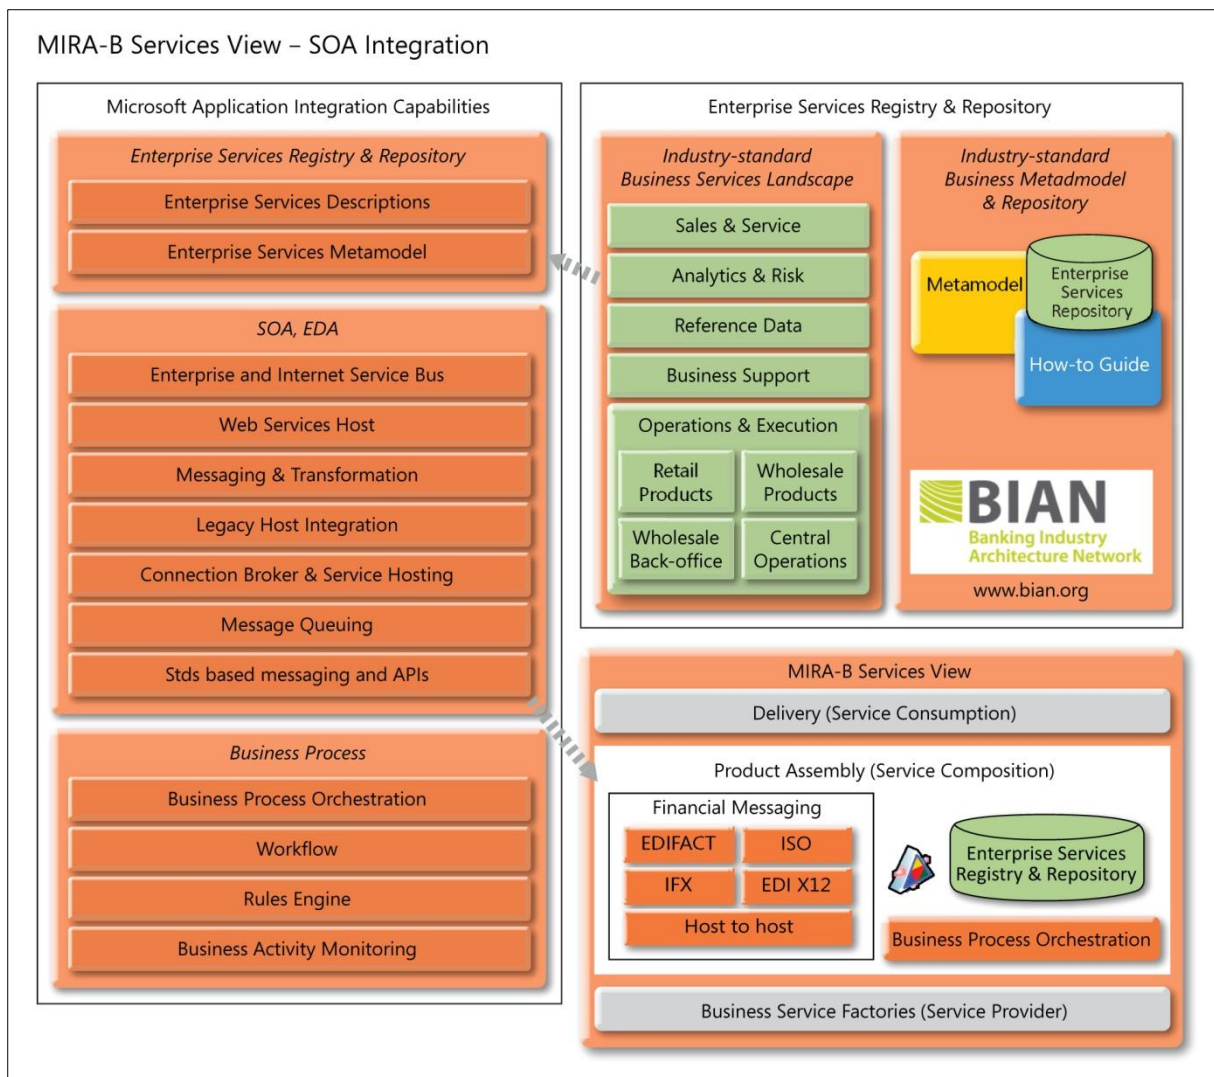 MIRA-B Services View – SOA Integration
Microsoft Application Integration Capabilities
Enterprise Services Registry & Repository
Enterprise Services Descriptions
Enterprise Services Metamodel
SOA, EDA
Enterprise and Internet Service Bus
Web Services Host
Messaging & Transformation
Legacy Host Integration
Connection Broker & Service Hosting
Message Queuing
Stds based messaging and APIs
Business Process
Business Process Orchestration
Workflow
Rules Engine
Business Activity Monitoring
Enterprise Services Registry & Repository
Industry-standard
Business Services Landscape
Sales & Service
Analytics & Risk
Reference Data
Business Support
Operations & Execution
Retail
Products
Wholesale
Products
Wholesale
Back-office
Central
Operations
Industry-standard
Business Metadmodel
& Repository
Metamodel
Enterprise
Services
Repository
How-to Guide
BIAN
Banking Industry
Architecture Network
www.bian.org
MIRA-B Services View
Delivery (Service Consumption)
Product Assembly (Service Composition)
Financial Messaging
EDIFACT
ISO
IFX
EDI X12
Host to host
Enterprise Services
Registry & Repository
Business Process Orchestration
Business Service Factories (Service Provider)